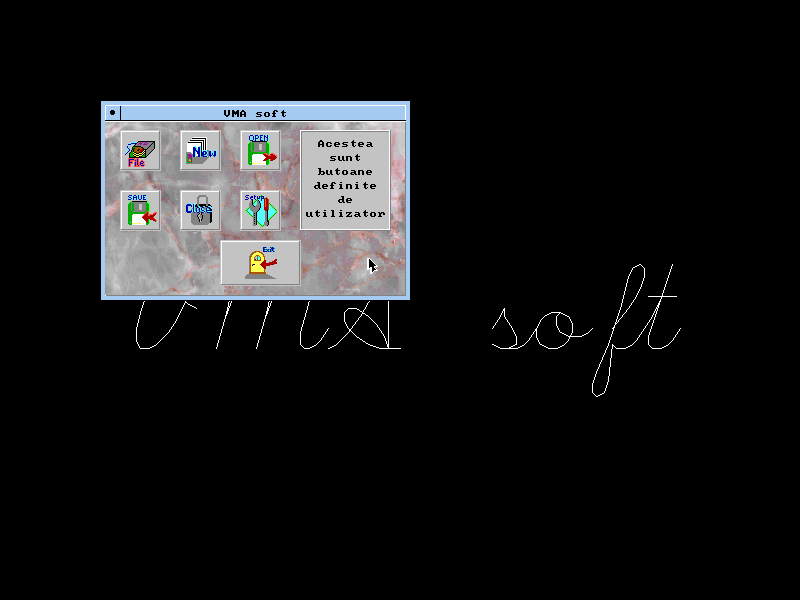 VMA soft
File
New
OPEN
SAVE
Close
Setup
Exit
Acestea
sunt
butoane
definite
de
utilizator
VMA soft